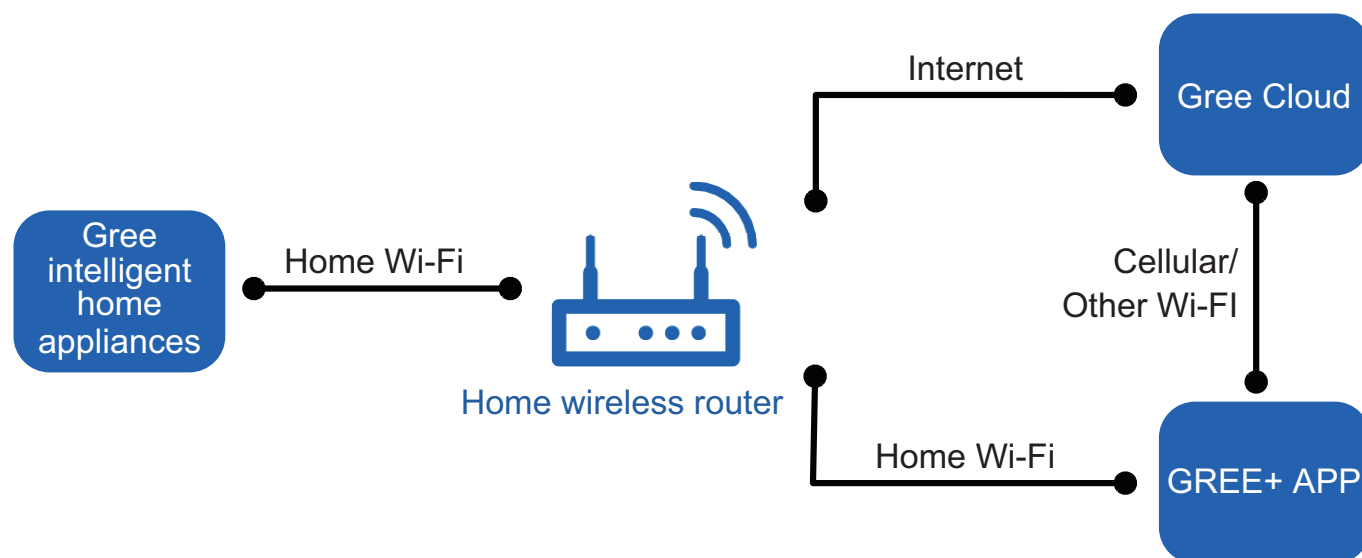 Internet
Gree Cloud
Gree
intelligent
home
appliances
Home Wi-Fi
Cellular/
Other Wi-FI
Home wireless router
Home Wi-Fi
GREE+ APP